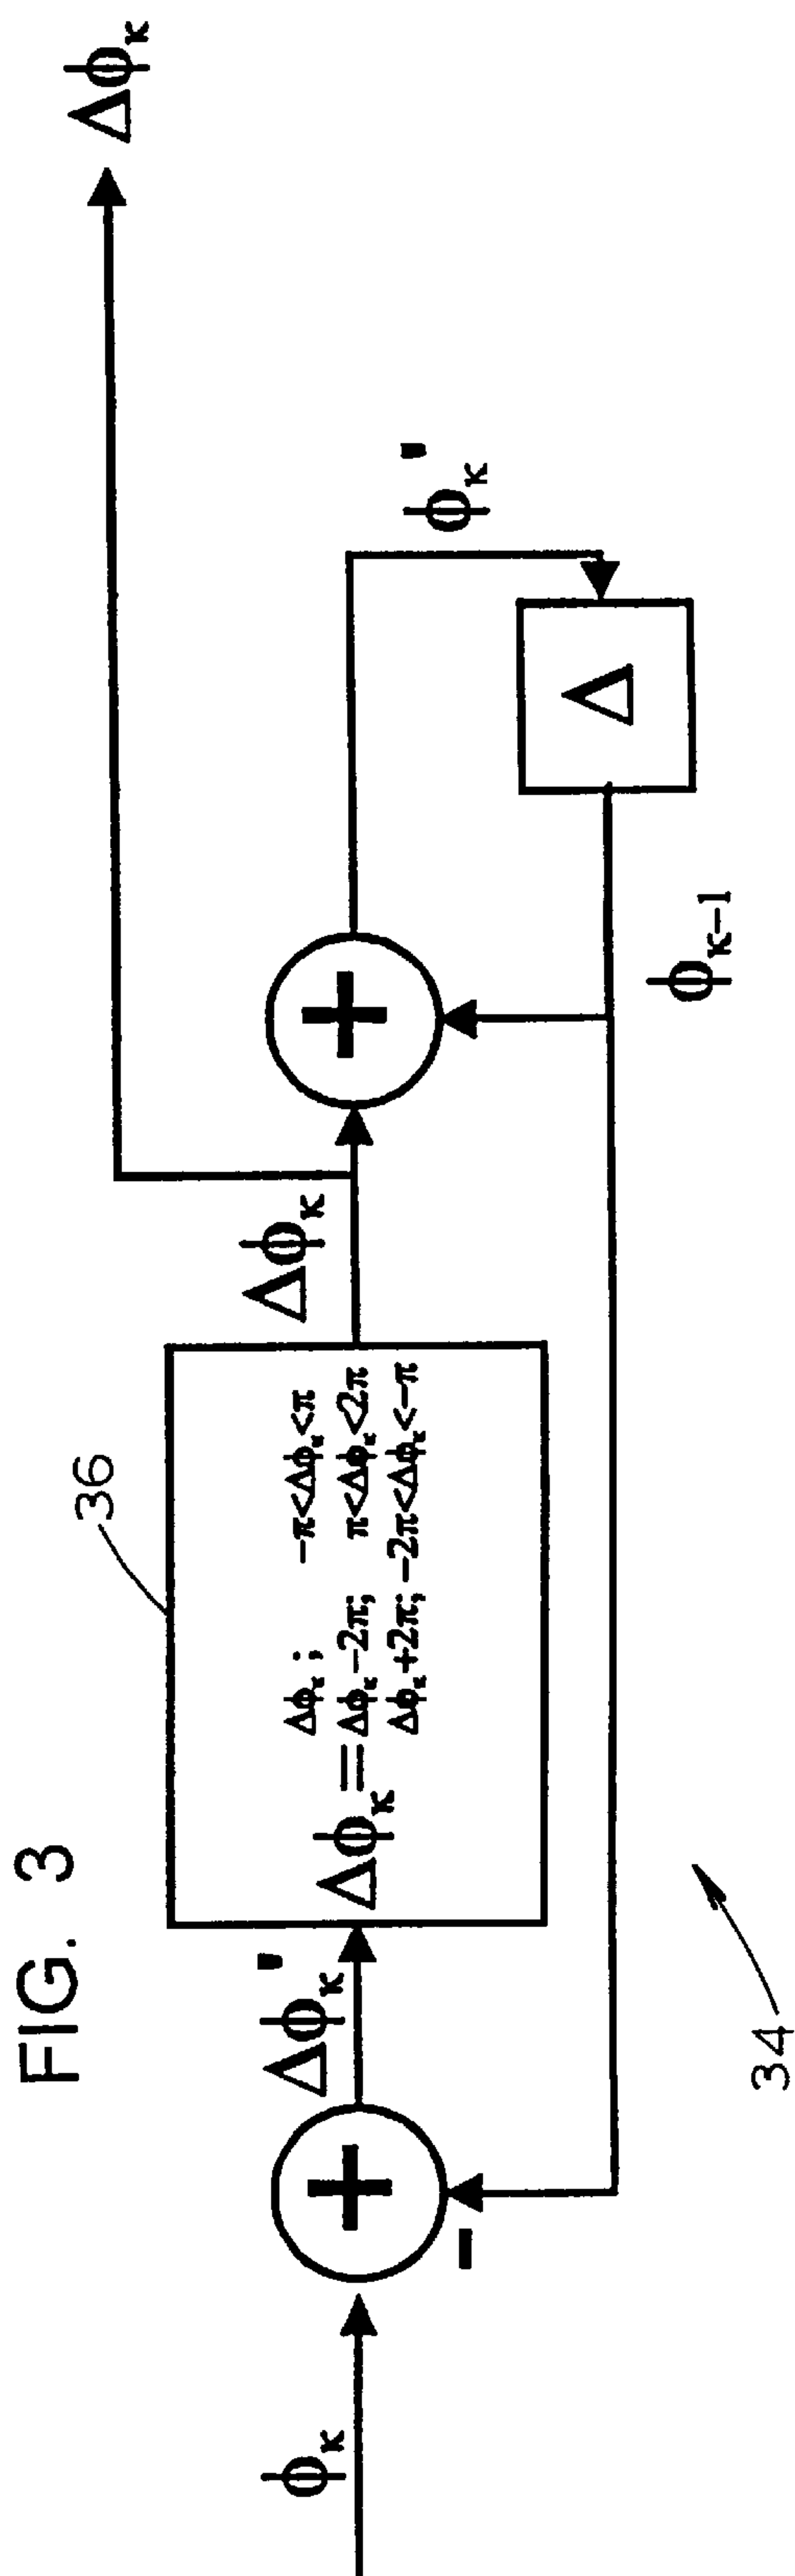 FIG. 3
ϕκ
+
-
Δϕκ'
36
Δϕκ = Δϕκ ; -π<Δϕκ<π
Δϕκ-2π; π<Δϕκ<2π
Δϕκ+2π; -2π<Δϕκ<-π
Δϕκ
+
ϕκ'
Δ
ϕκ-1
Δϕκ
34